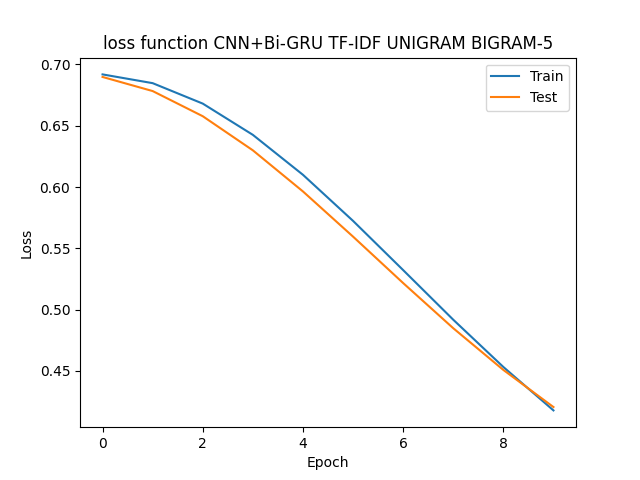 loss function CNN+Bi-GRU TF-IDF UNIGRAM BIGRAM-5
Train
Test
0.70
0.65
0.60
0.55
0.50
0.45
Loss
0
2
4
6
8
Epoch